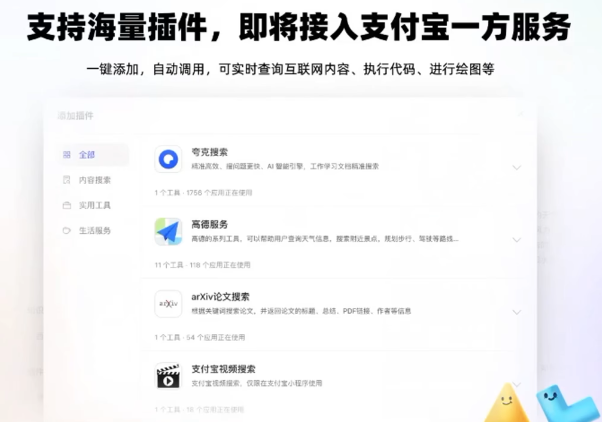 支持海量插件，即将接入支付宝一方服务
一键添加，自动调用，可实时查询互联网内容、执行代码、进行绘图等
添加插件
全部
内容搜索
实用工具
生活服务
夸克搜索
精准高效、搜问题更快、AI 智能引擎，工作学习文档精准搜索
1 个工具 · 1758 个应用正在使用
高德服务
高德的系列工具，可以帮助用户查询天气信息，搜索附近景点，规划步行、驾驶等路线...
11 个工具 · 118 个应用正在使用
arXiv
arXiv论文搜索
根据关键词搜索论文，并返回论文的标题、总结、PDF链接、作者等信息
1 个工具 · 54 个应用正在使用
支付宝视频搜索
支付宝视频搜索，仅限在支付宝小程序使用
1 个工具 · 18 个应用正在使用